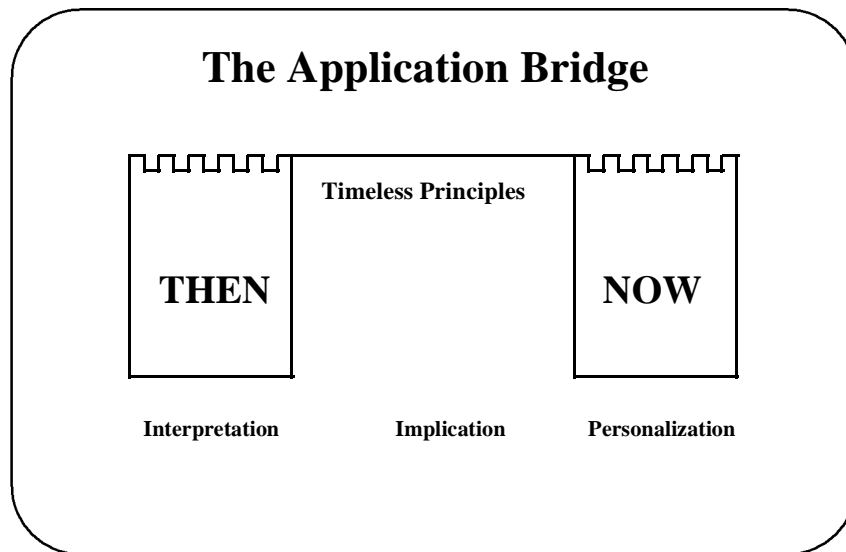 The Application Bridge
Timeless Principles
THEN
NOW
Interpretation
Implication
Personalization